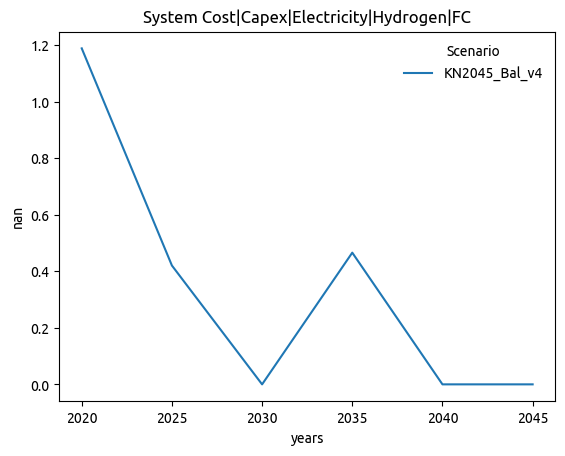 System Cost|Capex|Electricity|Hydrogen|FC
Scenario
KN2045_Bal_v4
nan
1.2
1.0
0.8
0.6
0.4
0.2
0.0
2020 2025 2030 2035 2040 2045
years